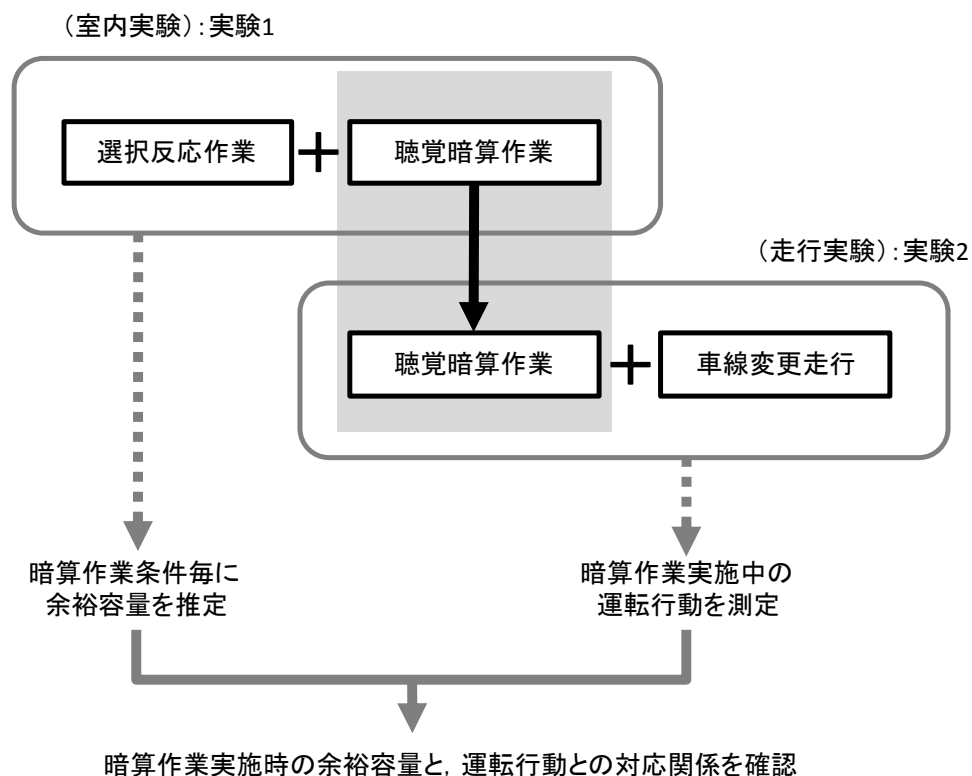 （室内実験）：実験1
選択反応作業
＋
聴覚暗算作業
（走行実験）：実験2
聴覚暗算作業
＋
車線変更走行
暗算作業条件毎に
余裕容量を推定
暗算作業実施中の
運転行動を測定
暗算作業実施時の余裕容量と，運転行動との対応関係を確認